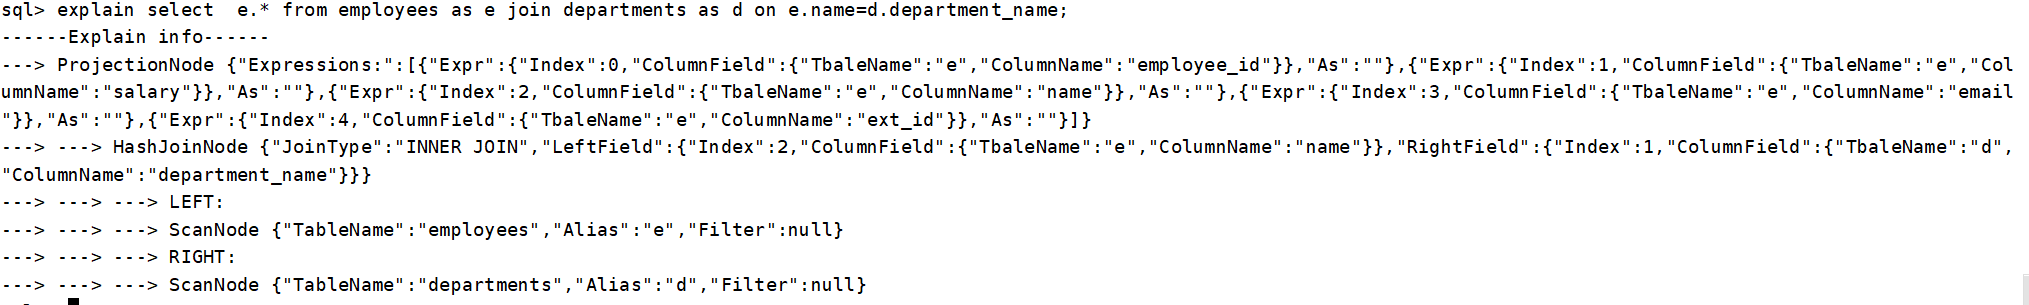 sql> explain select  e.* from employees as e join departments as d on e.name=d.department_name;
------Explain info------
---> ProjectionNode {"Expressions:":[{"Expr":{"Index":0,"ColumnField":{"TbaleName":"e","ColumnName":"employee_id"}},"As":""},{"Expr":{"Index":1,"ColumnField":{"TbaleName":"e","Col
umnName":"salary"}},"As":""},{"Expr":{"Index":2,"ColumnField":{"TbaleName":"e","ColumnName":"name"}},"As":""},{"Expr":{"Index":3,"ColumnField":{"TbaleName":"e","ColumnName":"email
"}},"As":""},{"Expr":{"Index":4,"ColumnField":{"TbaleName":"e","ColumnName":"ext_id"}},"As":""}]}
---> ---> HashJoinNode {"JoinType":"INNER JOIN","LeftField":{"Index":2,"ColumnField":{"TbaleName":"e","ColumnName":"name"}},"RightField":{"Index":1,"ColumnField":{"TbaleName":"d",
"ColumnName":"department_name"}}}
---> ---> ---> LEFT:
---> ---> ---> ScanNode {"TableName":"employees","Alias":"e","Filter":null}
---> ---> ---> RIGHT:
---> ---> ---> ScanNode {"TableName":"departments","Alias":"d","Filter":null}